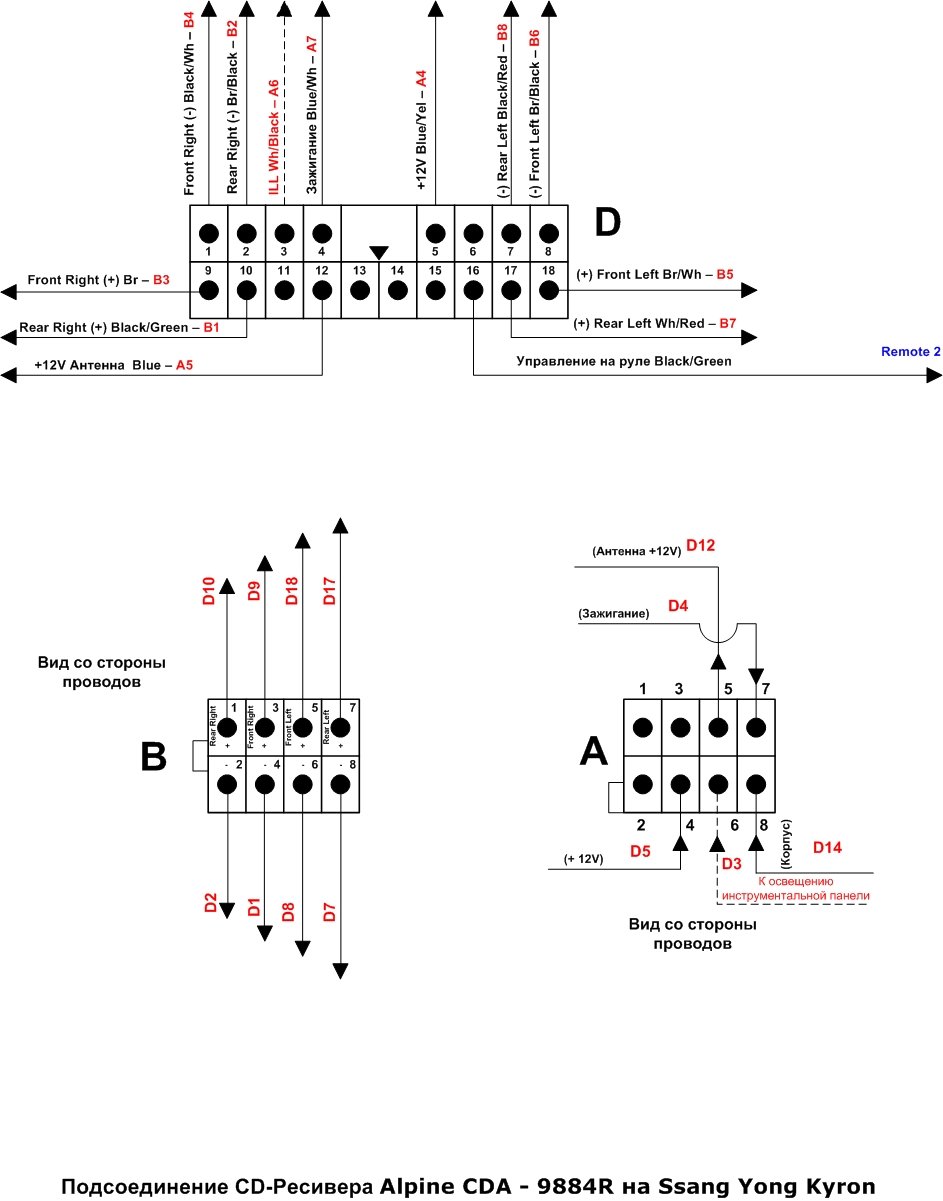 Front Right (-) Black/Wh – B4
Rear Right (-) Br/Black – B2
ILL Wh/Black – A6
Зажигание Blue/Wh – A7
+12V Blue/Yel – A4
(-) Rear Left Black/Red – B8
(-) Front Left Br/Black – B6
D
1 2 3 4 5 6 7 8
9 10 11 12 13 14 15 16 17 18
Front Right (+) Br – B3
(+) Front Left Br/Wh – B5
Rear Right (+) Black/Green – B1
(+) Rear Left Wh/Red – B7
+12V Антенна Blue – A5
Управление на руле Black/Green
Remote 2
D10
D9
D18
D17
Вид со стороны
проводов
B
Rear Right
+
1
Front Right
+
3
Front Left
+
5
Rear Left
+
7
- 2
- 4
- 6
- 8
D2
D1
D8
D7
(Антенна +12V) D12
(Зажигание) D4
1 3 5 7
A
2 4 6 8
(+ 12V) D5
D3
(Корпус)
D14
К освещению
инструментальной панели
Вид со стороны
проводов
Подсоединение CD-Ресивера Alpine CDA - 9884R на Ssang Yong Kyron